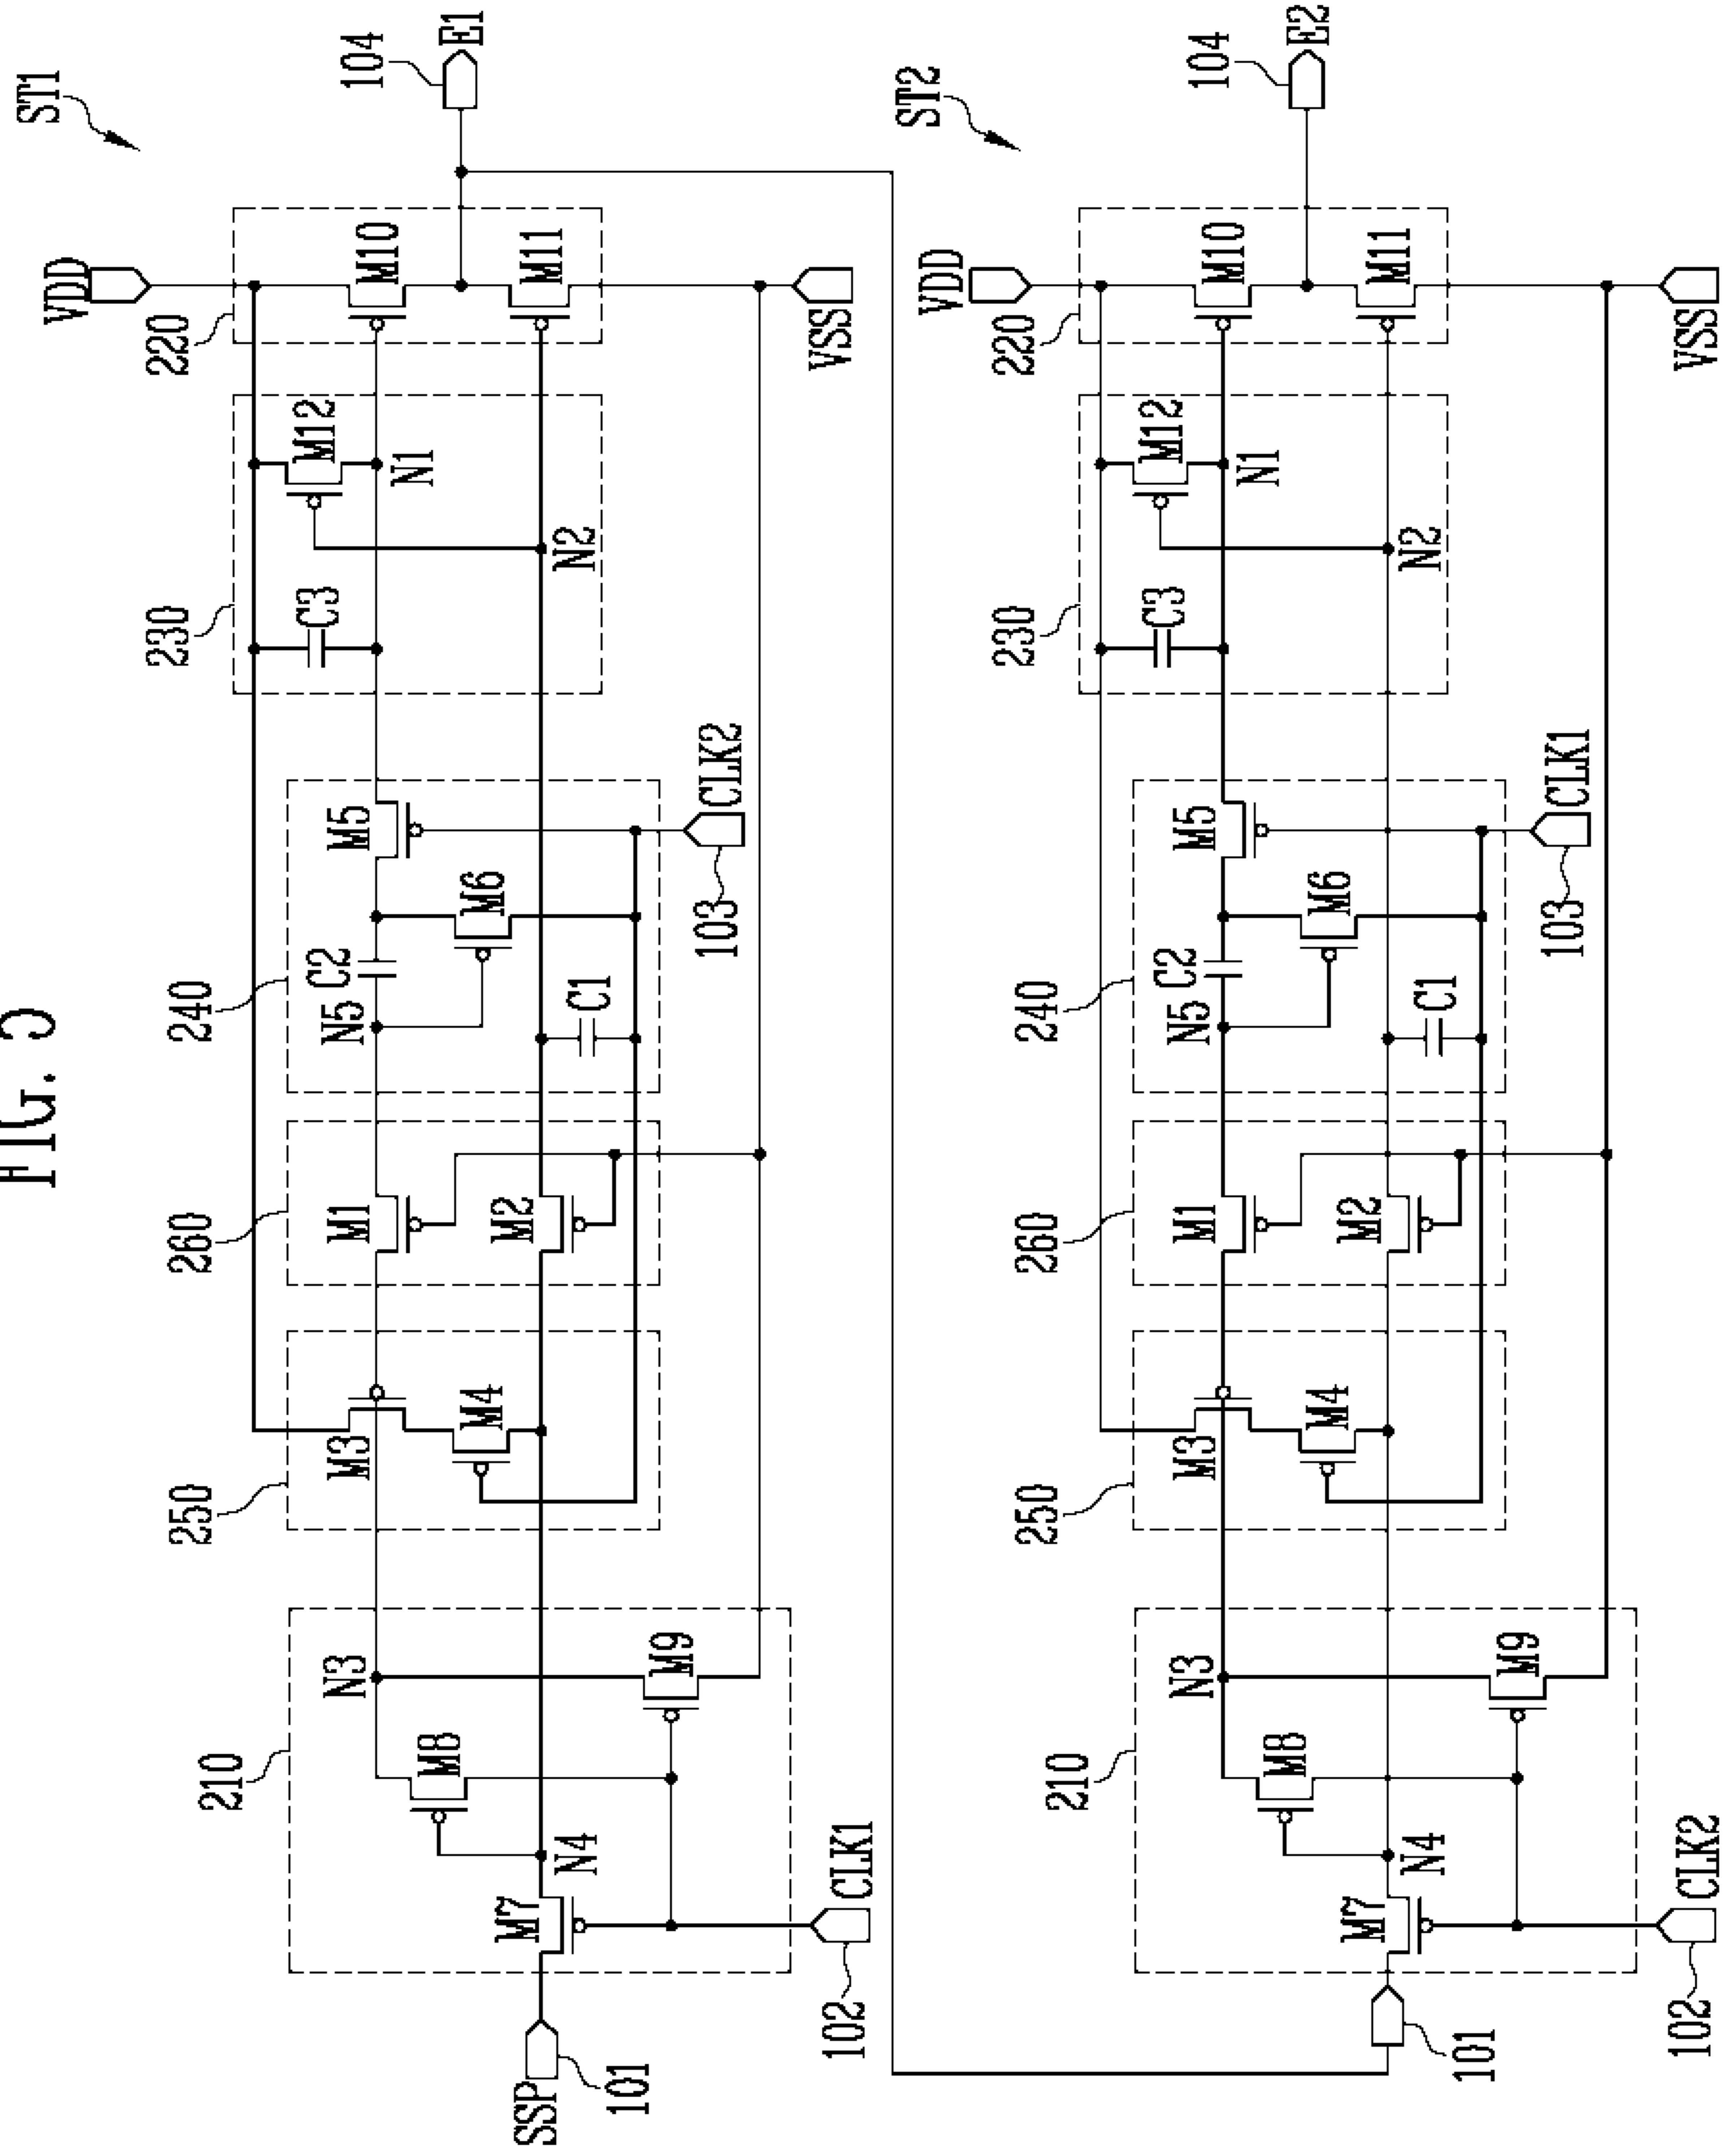 FIG.
ST1
VDD
210
250
260
240
230
220
SSP
101
M7
N4
M8
N3
M9
M3
M4
M1
M2
N5
C2
M6
M5
C1
C3
M12
N1
N2
M10
M11
104
E1
102
CLK1
103
CLK2
VSS
ST2
VDD
210
250
260
240
230
220
101
M7
N4
M8
N3
M9
M3
M4
M1
M2
N5
C2
M6
M5
C1
C3
M12
N1
N2
M10
M11
104
E2
102
CLK2
103
CLK1
VSS